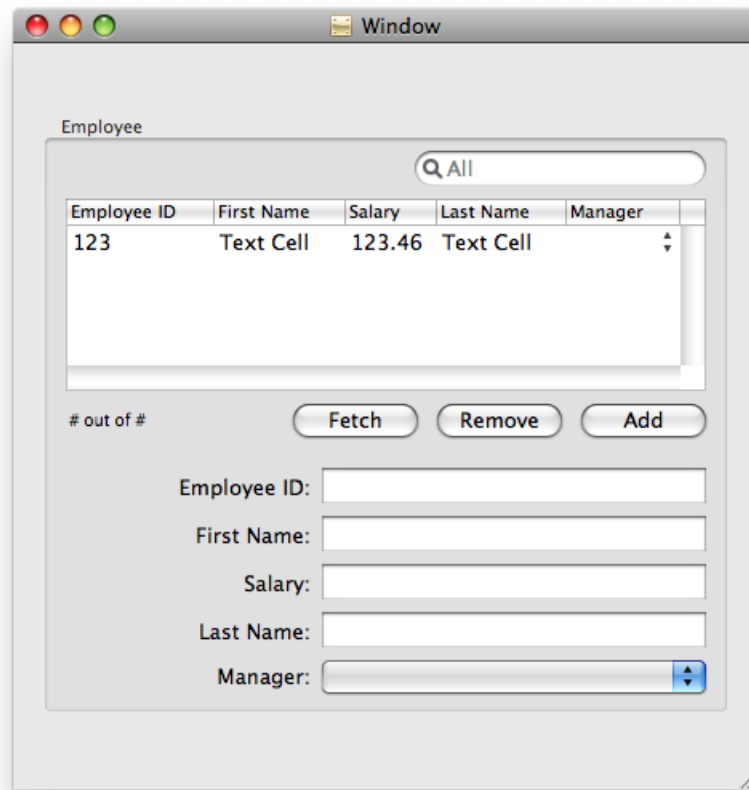 Window
Employee
All
Employee ID First Name Salary Last Name Manager
123 Text Cell 123.46 Text Cell
# out of # Fetch Remove Add
Employee ID:
First Name:
Salary:
Last Name:
Manager: